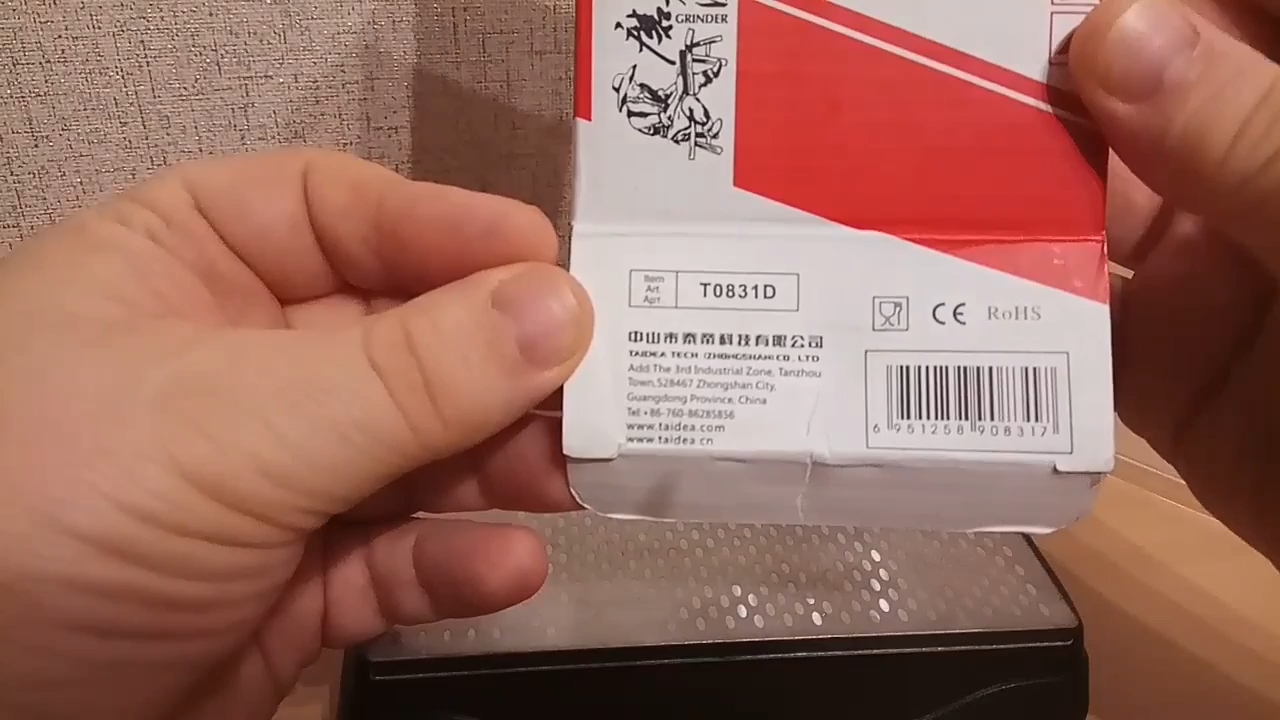 GRINDER
Item
Art.
Арт.
T0831D
CE RoHS
中山市泰帝科技有限公司
TAIDEA TECH (ZHONGSHAN) CO., LTD
Add The 3rd Industrial Zone, Tanzhou
Town,528467 Zhongshan City,
Guangdong Province, China
Tel:+86-760-86285856
www.taidea.com
www.taidea.cn
6 951258 908317